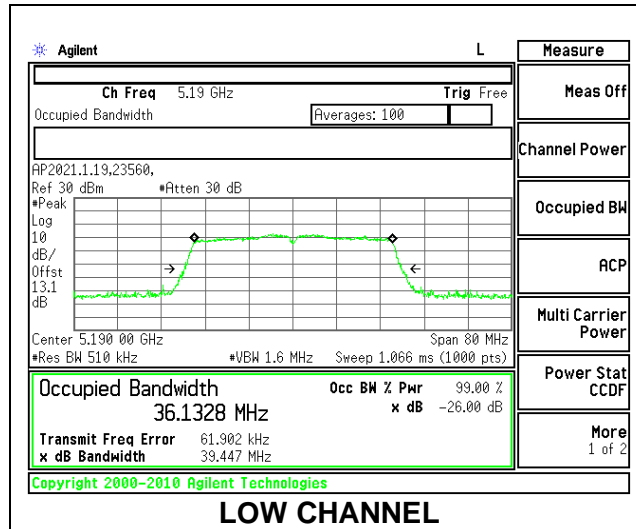 Agilent L
Ch Freq 5.19 GHz Trig Free
Occupied Bandwidth Averages: 100
AP2021.1.19,23560,
Ref 30 dBm #Atten 30 dB
#Peak
Log
10
dB/
Offst
13.1
dB
Center 5.190 00 GHz Span 80 MHz
#Res BW 510 kHz #VBW 1.6 MHz Sweep 1.066 ms (1000 pts)
Occupied Bandwidth Occ BW % Pwr 99.00 %
36.1328 MHz x dB -26.00 dB
Transmit Freq Error 61.902 kHz
x dB Bandwidth 39.447 MHz
Copyright 2000-2010 Agilent Technologies
Measure
Meas Off
Channel Power
Occupied BW
ACP
Multi Carrier
Power
Power Stat
CCDF
More
1 of 2
LOW CHANNEL